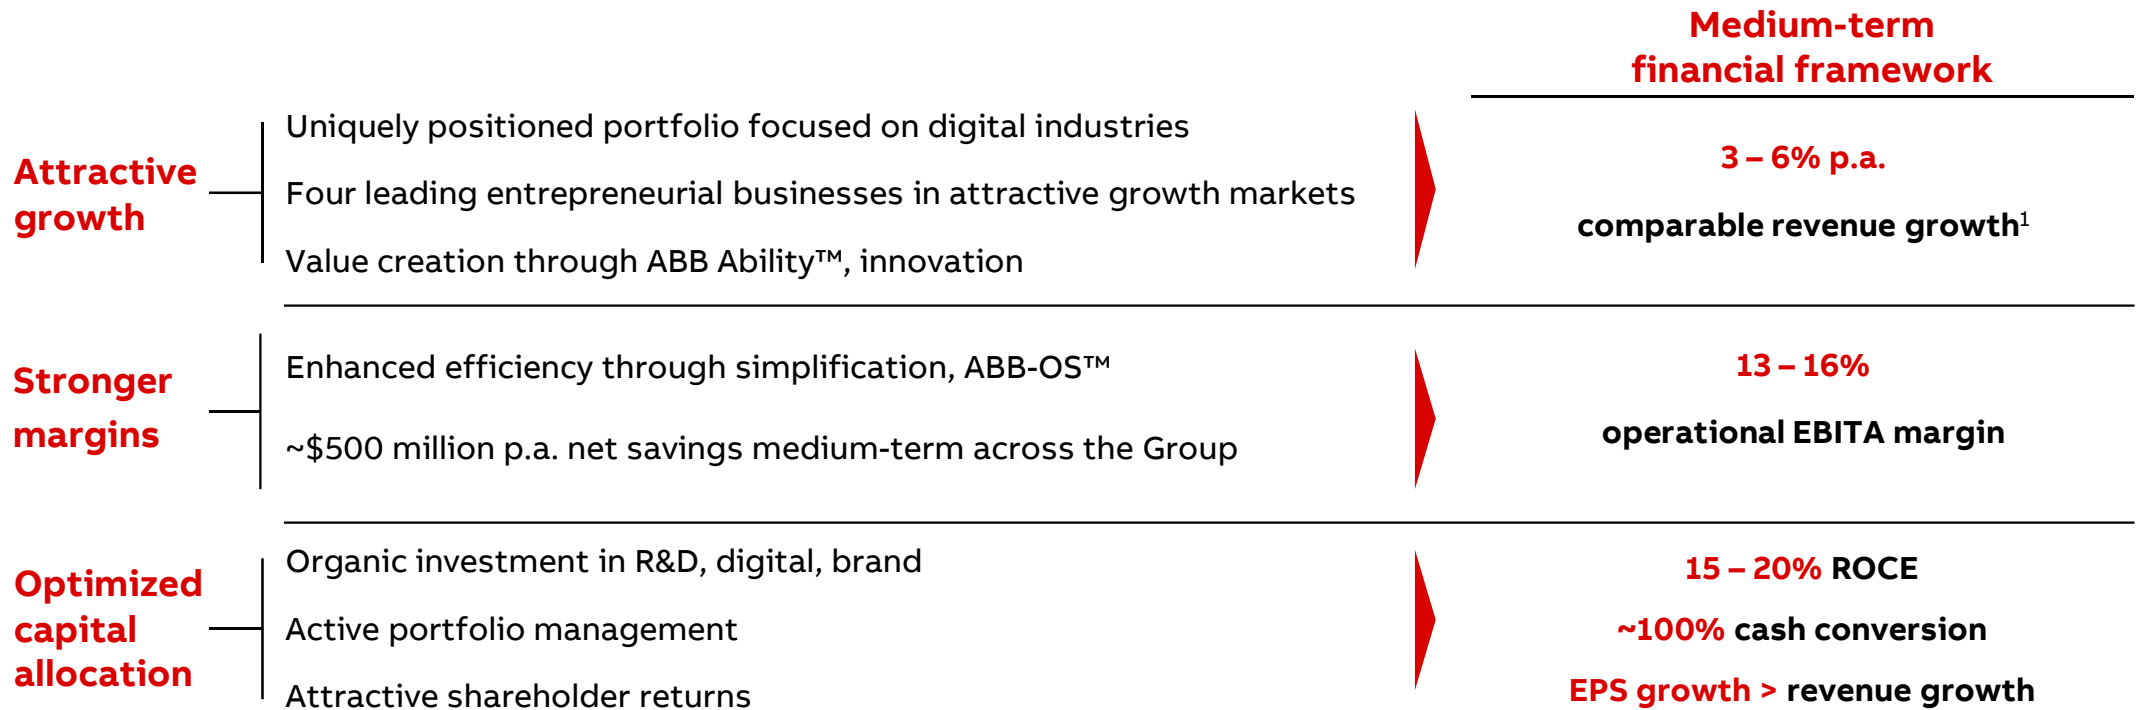 Medium-term
financial framework
Attractive
growth
Uniquely positioned portfolio focused on digital industries
Four leading entrepreneurial businesses in attractive growth markets
Value creation through ABB Ability™, innovation
3 – 6% p.a.
comparable revenue growth¹
Stronger
margins
Enhanced efficiency through simplification, ABB-OS™
~$500 million p.a. net savings medium-term across the Group
13 – 16%
operational EBITA margin
Optimized
capital
allocation
Organic investment in R&D, digital, brand
Active portfolio management
Attractive shareholder returns
15 – 20% ROCE
~100% cash conversion
EPS growth > revenue growth